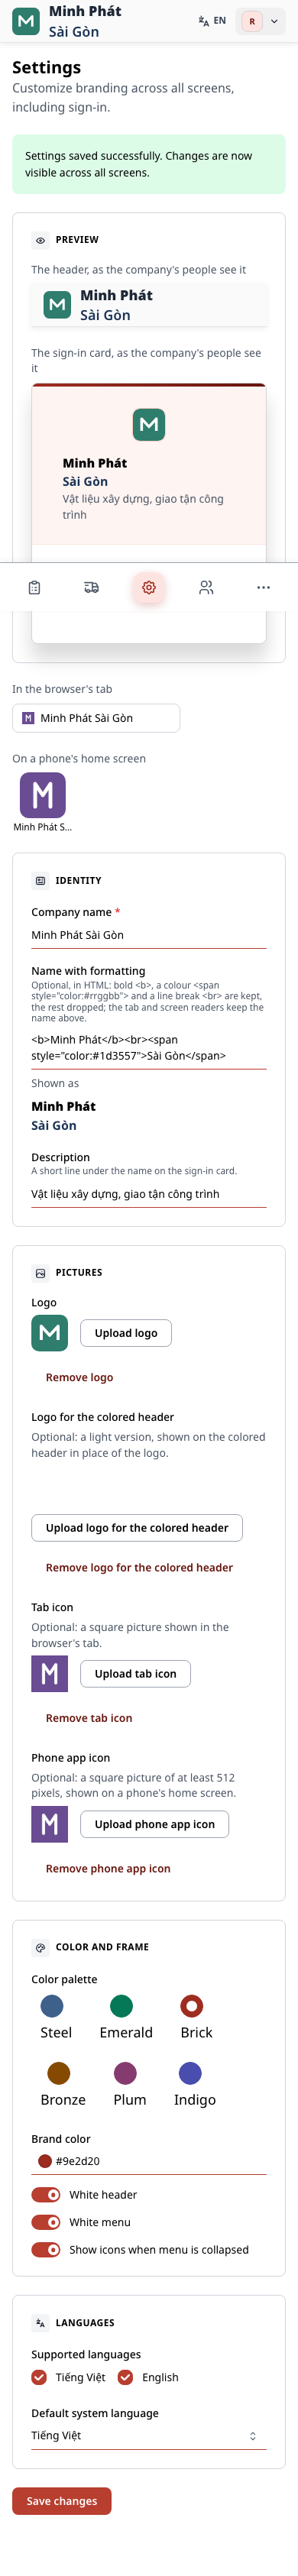 Minh Phát
Sài Gòn
EN
R
Settings
Customize branding across all screens,
including sign-in.
Settings saved successfully. Changes are now
visible across all screens.
PREVIEW
The header, as the company's people see it
Minh Phát
Sài Gòn
The sign-in card, as the company's people see
it
Minh Phát
Sài Gòn
Vật liệu xây dựng, giao tận công
trình
In the browser's tab
Minh Phát Sài Gòn
On a phone's home screen
Minh Phát S...
IDENTITY
Company name *
Minh Phát Sài Gòn
Name with formatting
Optional, in HTML: bold <b>, a colour <span
style="color:#rrggbb"> and a line break <br> are kept,
the rest dropped; the tab and screen readers keep the
name above.
<b>Minh Phát</b><br><span
style="color:#1d3557">Sài Gòn</span>
Shown as
Minh Phát
Sài Gòn
Description
A short line under the name on the sign-in card.
Vật liệu xây dựng, giao tận công trình
PICTURES
Logo
Upload logo
Remove logo
Logo for the colored header
Optional: a light version, shown on the colored
header in place of the logo.
Upload logo for the colored header
Remove logo for the colored header
Tab icon
Optional: a square picture shown in the
browser's tab.
Upload tab icon
Remove tab icon
Phone app icon
Optional: a square picture of at least 512
pixels, shown on a phone's home screen.
Upload phone app icon
Remove phone app icon
COLOR AND FRAME
Color palette
Steel
Emerald
Brick
Bronze
Plum
Indigo
Brand color
#9e2d20
White header
White menu
Show icons when menu is collapsed
LANGUAGES
Supported languages
Tiếng Việt
English
Default system language
Tiếng Việt
Save changes